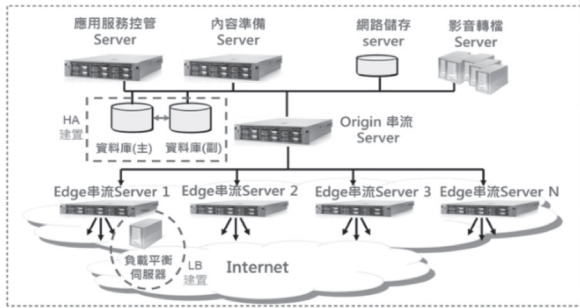 應用服務控管
Server
內容準備
Server
網路儲存
server
影音轉檔
Server
HA
建置
資料庫(主)
資料庫(副)
Origin 串流
Server
Edge串流Server 1
Edge串流Server 2
Edge串流Server 3
Edge串流Server N
負載平衡
伺服器
LB
建置
Internet